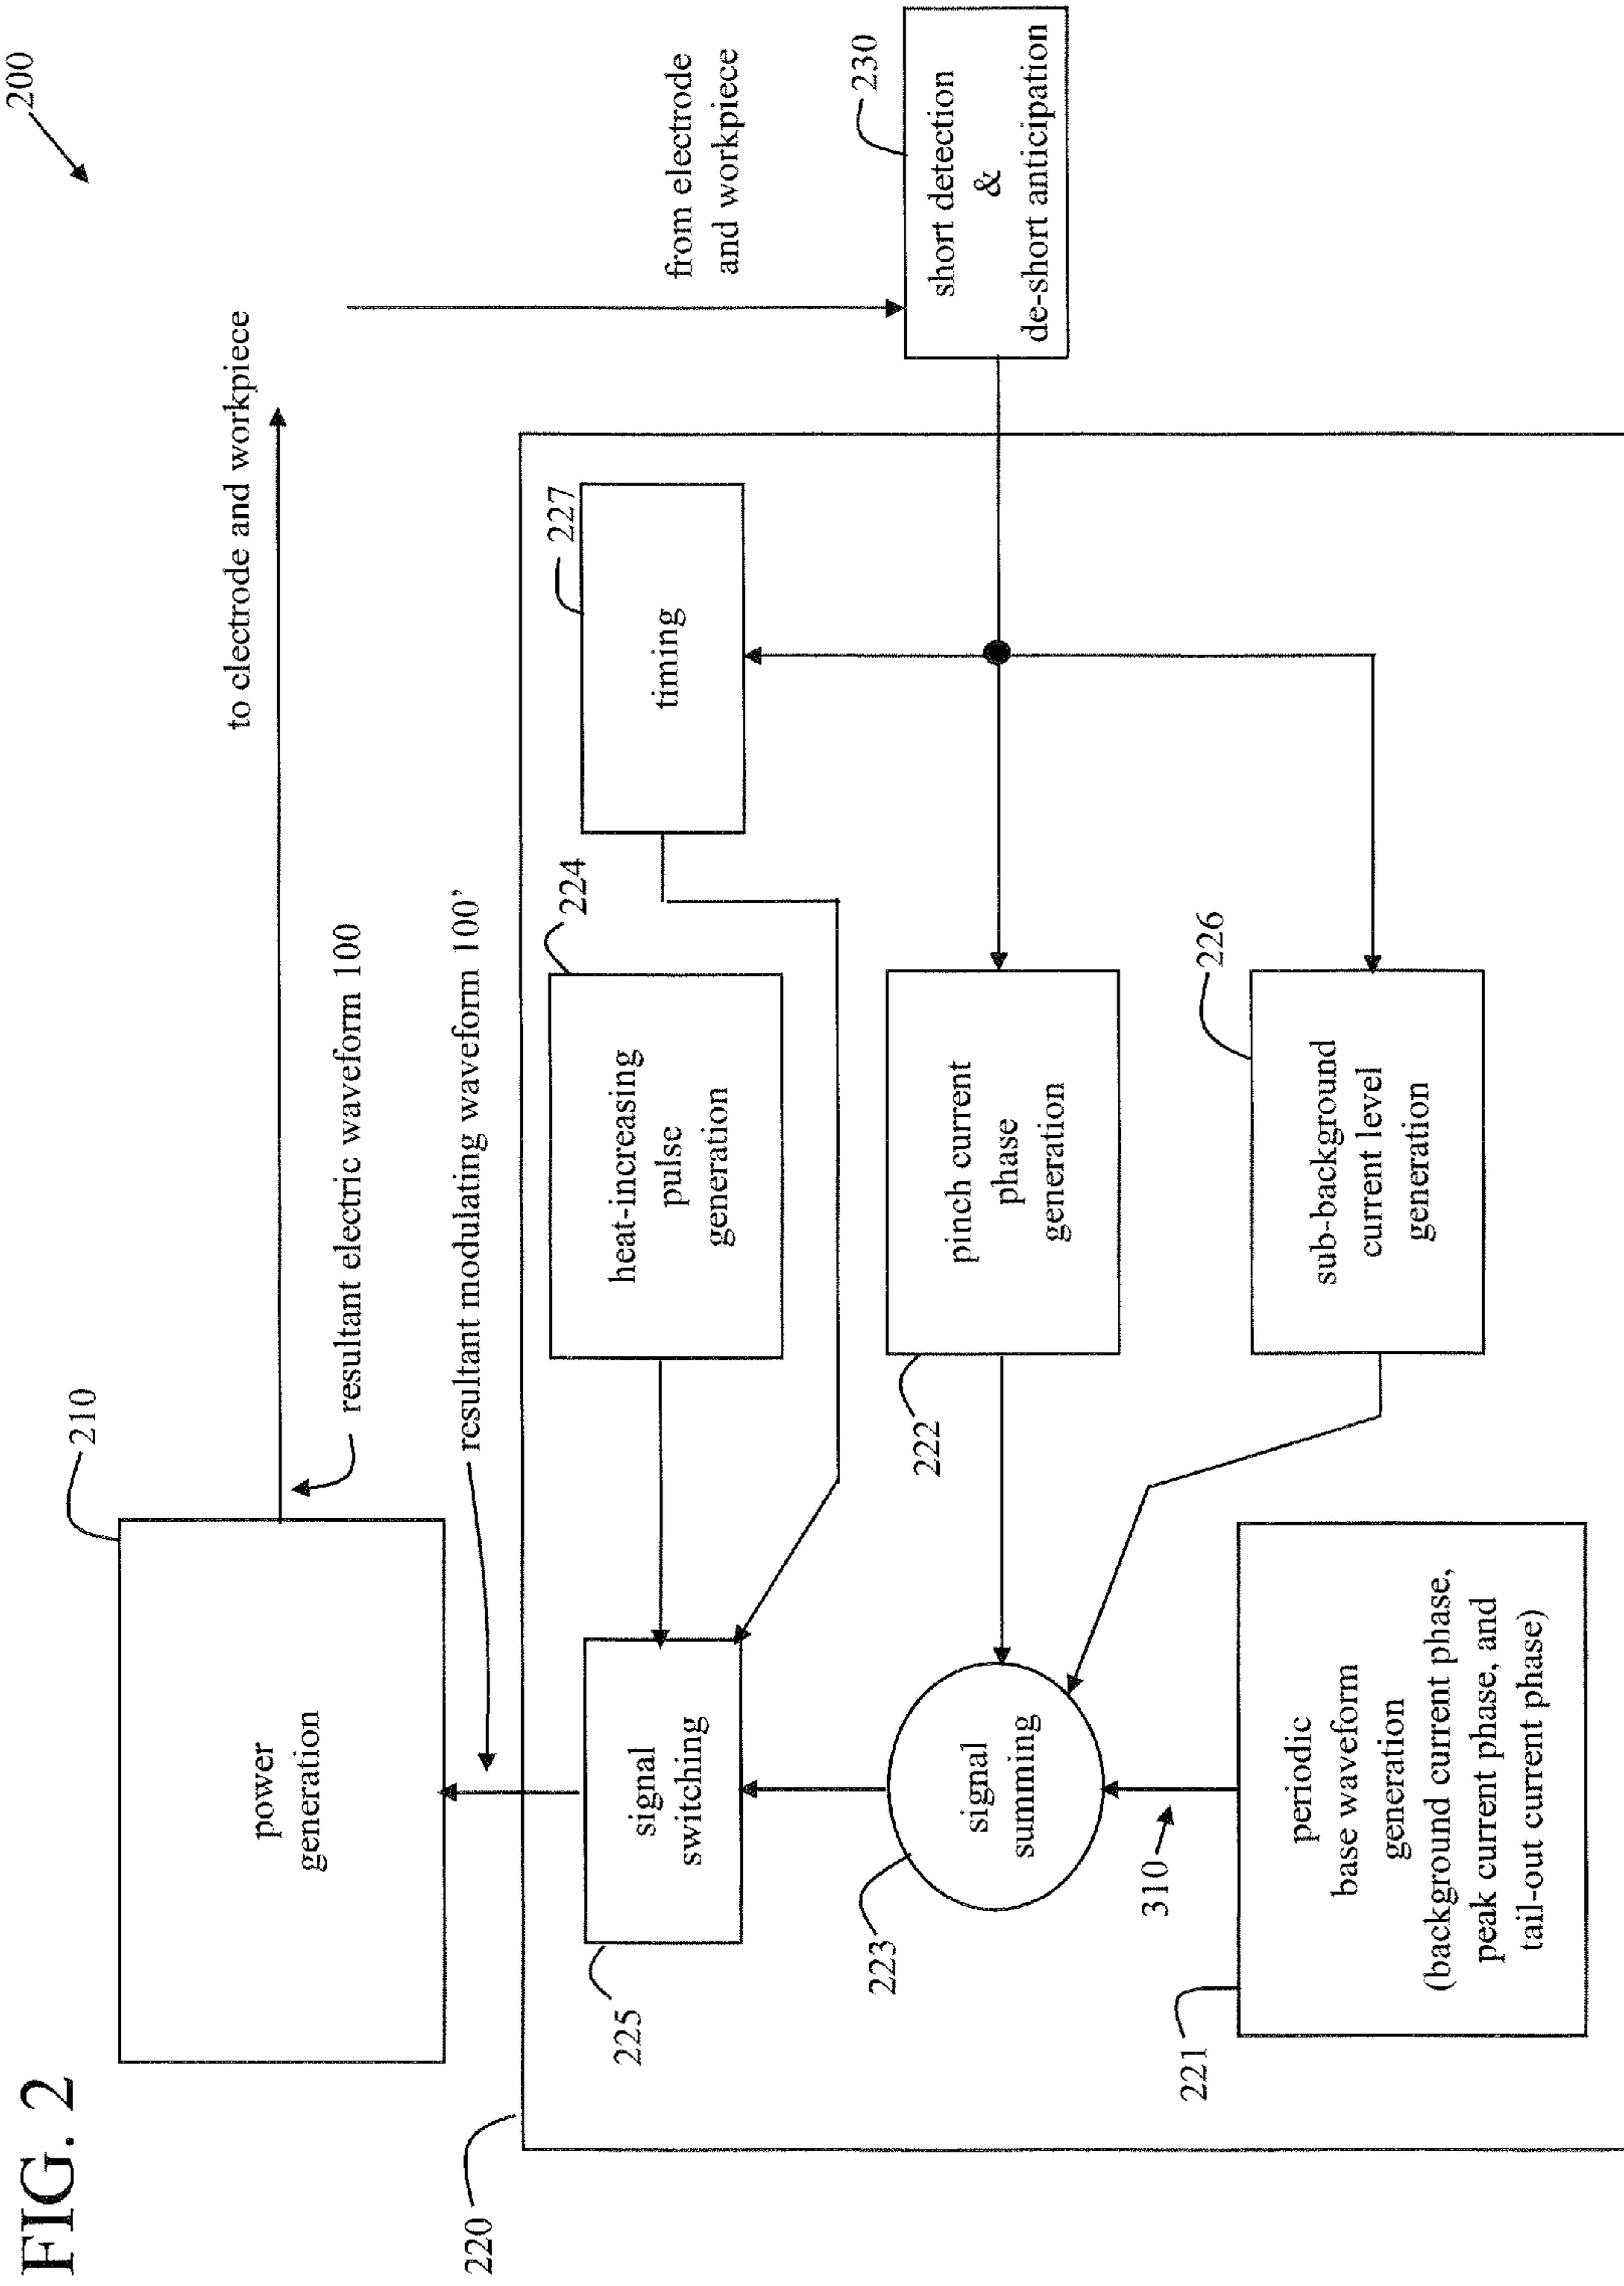 FIG. 2
200
210
power
generation
to electrode and workpiece
resultant electric waveform 100
resultant modulating waveform 100'
from electrode
and workpiece
220
225
signal
switching
224
heat-increasing
pulse
generation
227
timing
230
short detection
&
de-short anticipation
223
signal
summing
222
pinch current
phase
generation
310
221
periodic
base waveform
generation
(background current phase,
peak current phase, and
tail-out current phase)
226
sub-background
current level
generation